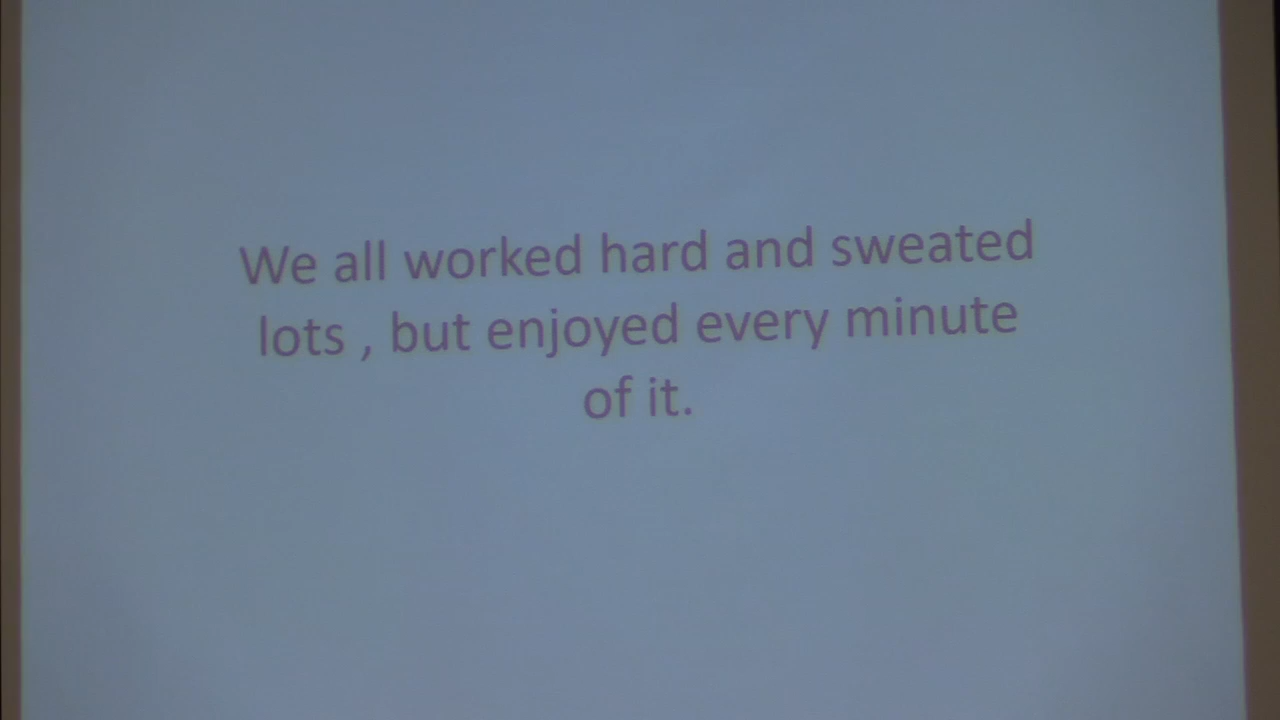 We all worked hard and sweated
lots , but enjoyed every minute
of it.